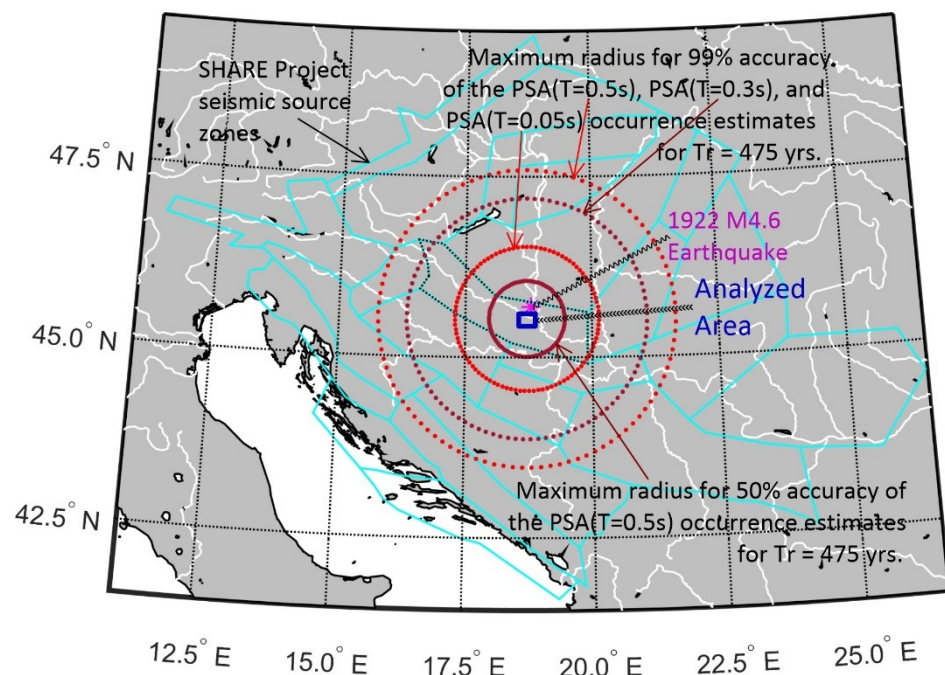 SHARE Project
seismic source
zones
Maximum radius for 99% accuracy
of the PSA(T=0.5s), PSA(T=0.3s), and
PSA(T=0.05s) occurrence estimates
for Tr = 475 yrs.
1922 M4.6
Earthquake
Analyzed
Area
Maximum radius for 50% accuracy of
the PSA(T=0.5s) occurrence estimates
for Tr = 475 yrs.
47.5° N
45.0° N
42.5° N
12.5° E
15.0° E
17.5° E
20.0° E
22.5° E
25.0° E